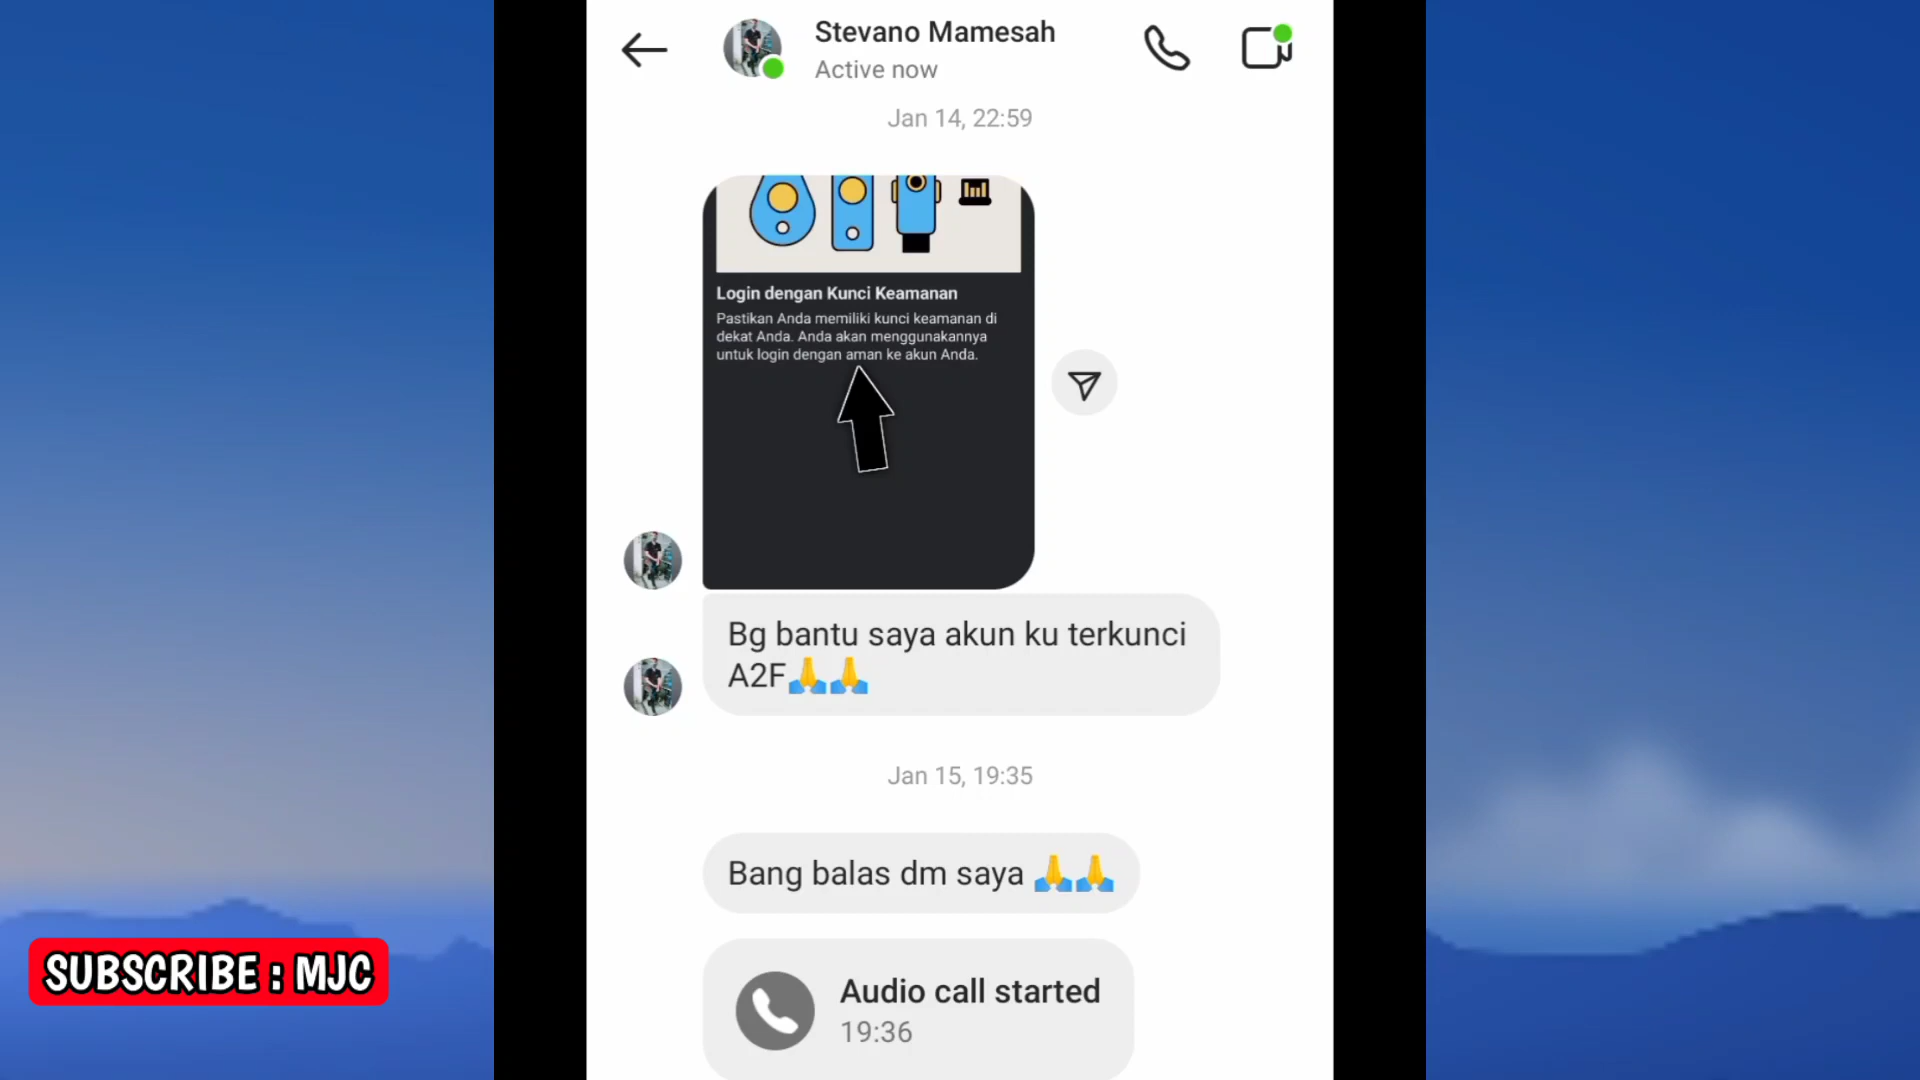 Stevano Mamesah
Active now
Jan 14, 22:59
Login dengan Kunci Keamanan
Pastikan Anda memiliki kunci keamanan di
dekat Anda. Anda akan menggunakannya
untuk login dengan aman ke akun Anda.
Bg bantu saya akun ku terkunci
A2F🙏🙏
Jan 15, 19:35
Bang balas dm saya 🙏🙏
Audio call started
19:36
SUBSCRIBE : MJC